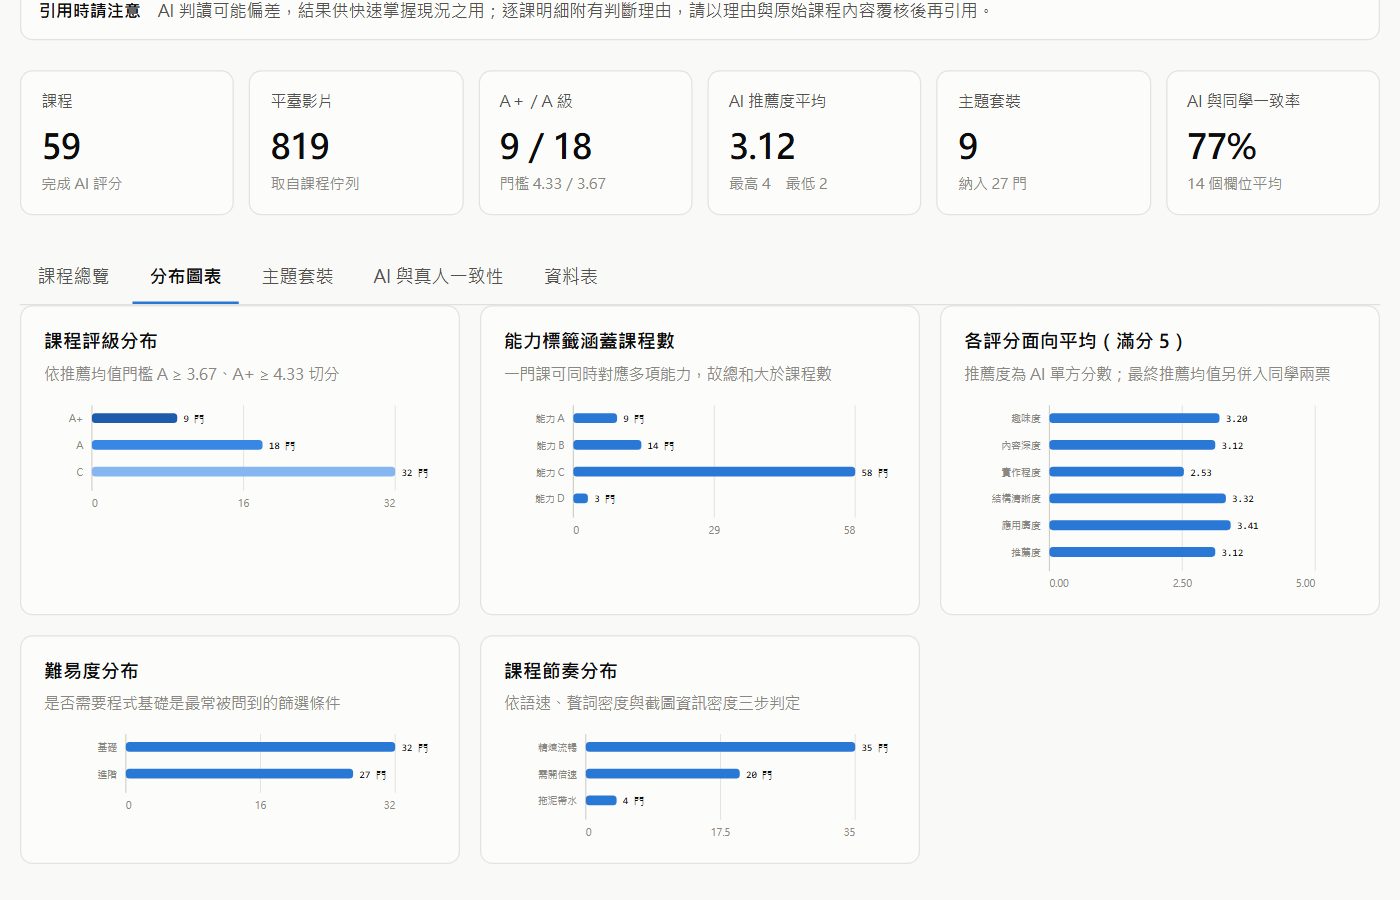 引用時請注意 AI 判讀可能偏差，結果供快速掌握現況之用；逐課明細附有判斷理由，請以理由與原始課程內容覆核後再引用。
課程
59
完成 AI 評分
平臺影片
819
取自課程佇列
A+ / A 級
9 / 18
門檻 4.33 / 3.67
AI 推薦度平均
3.12
最高 4 最低 2
主題套裝
9
納入 27 門
AI 與同學一致率
77%
14 個欄位平均
課程總覽 分布圖表 主題套裝 AI 與真人一致性 資料表
課程評級分布
依推薦均值門檻 A ≥ 3.67、A+ ≥ 4.33 切分
A+ 9 門
A 18 門
C 32 門
0 16 32
能力標籤涵蓋課程數
一門課可同時對應多項能力，故總和大於課程數
能力 A 9 門
能力 B 14 門
能力 C 58 門
能力 D 3 門
0 29 58
各評分面向平均（滿分 5）
推薦度為 AI 單方分數；最終推薦均值另併入同學兩票
趣味度 3.20
內容深度 3.12
實作程度 2.53
結構清晰度 3.32
應用廣度 3.41
推薦度 3.12
0.00 2.50 5.00
難易度分布
是否需要程式基礎是最常被問到的篩選條件
基礎 32 門
進階 27 門
0 16 32
課程節奏分布
依語速、贅詞密度與截圖資訊密度三步判定
精煉流暢 35 門
需開倍速 20 門
拖泥帶水 4 門
0 17.5 35